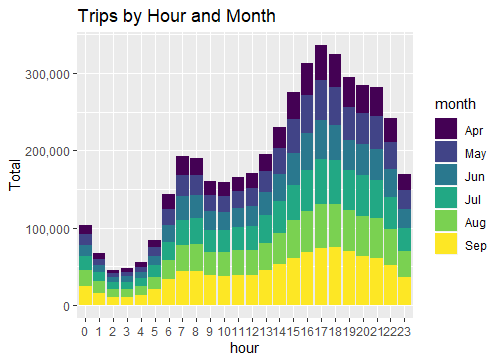 Trips by Hour and Month
Total
300,000
200,000
100,000
0
0 1 2 3 4 5 6 7 8 9 10 11 12 13 14 15 16 17 18 19 20 21 22 23
hour
month
Apr
May
Jun
Jul
Aug
Sep